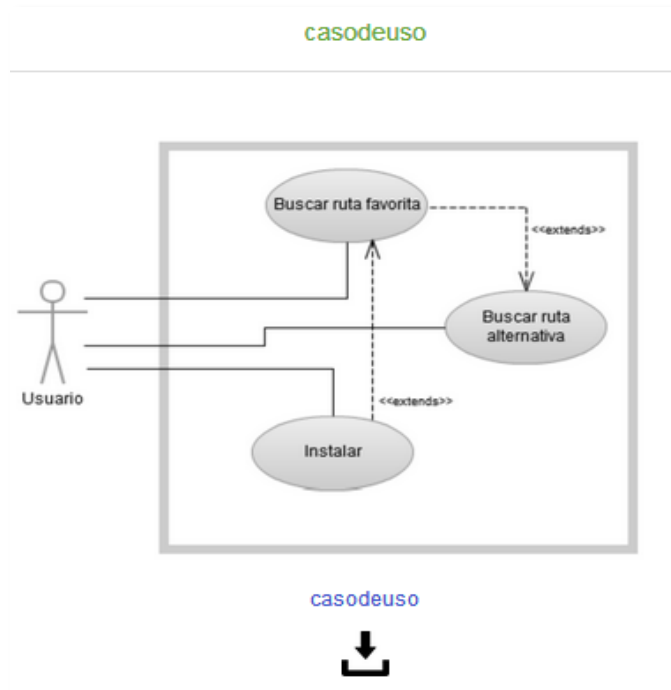 casodeuso
Buscar ruta favorita
<<extends>>
Buscar ruta
alternativa
Usuario
<<extends>>
Instalar
casodeuso